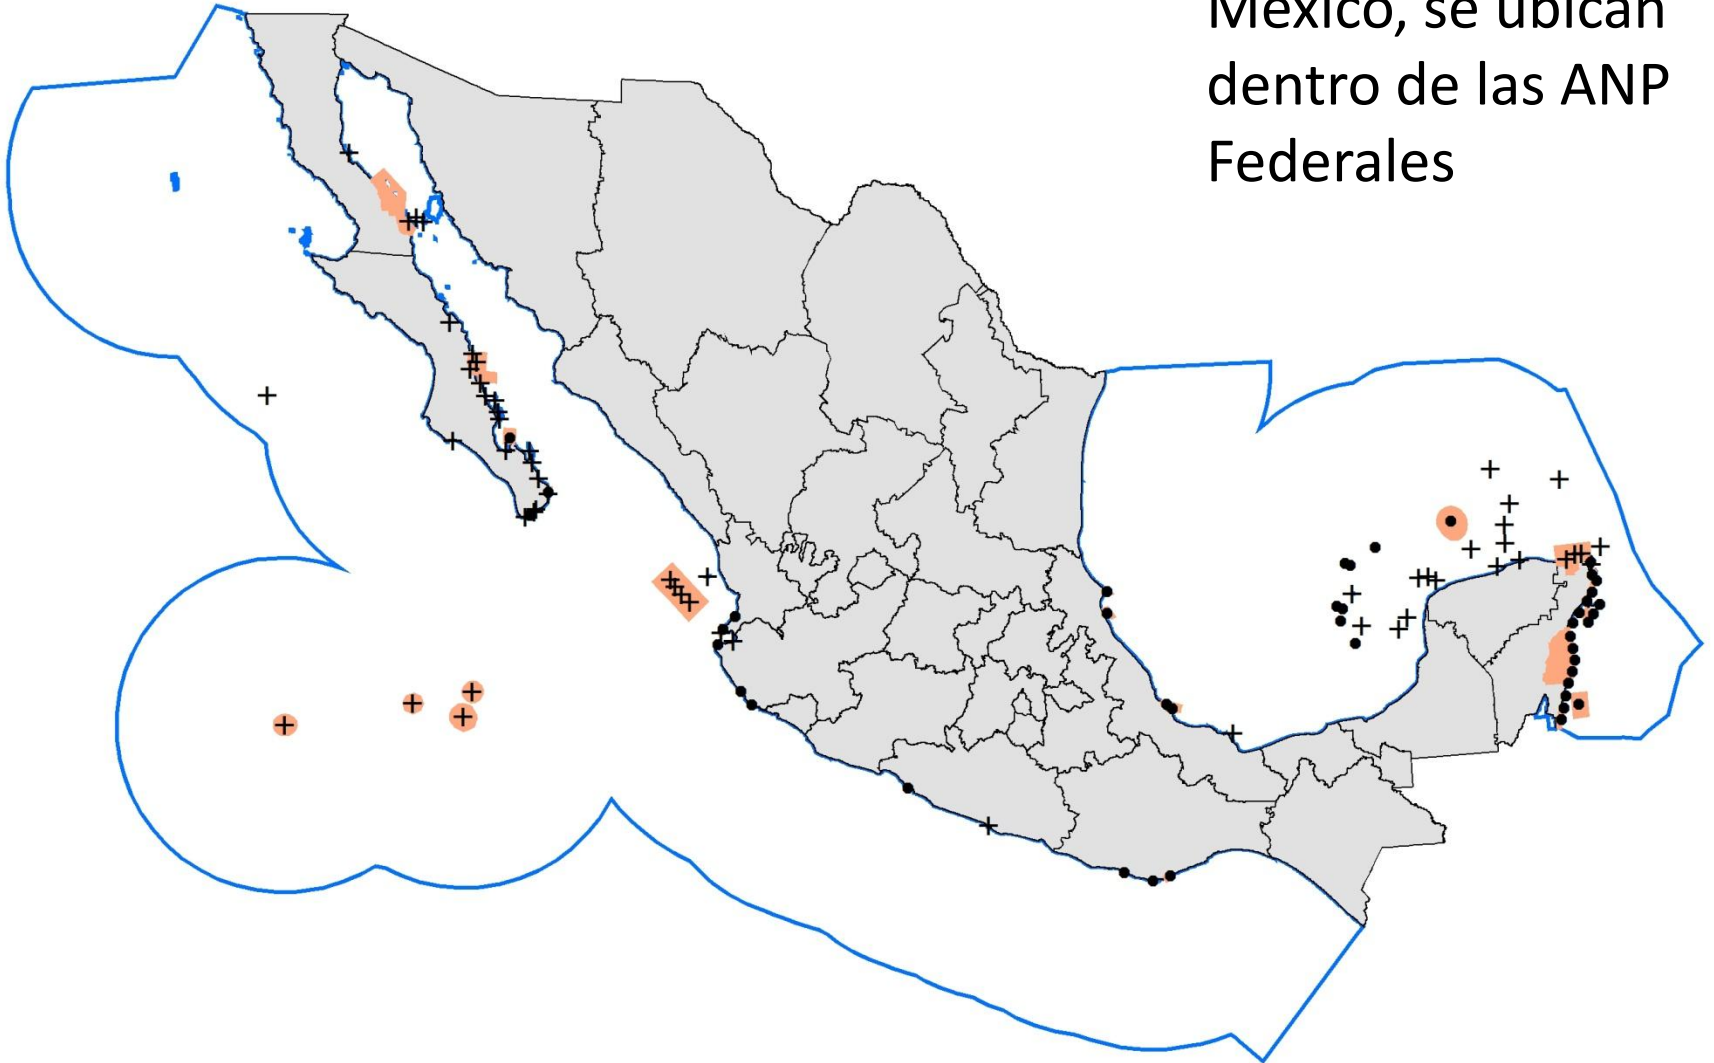 México, se ubican
dentro de las ANP
Federales